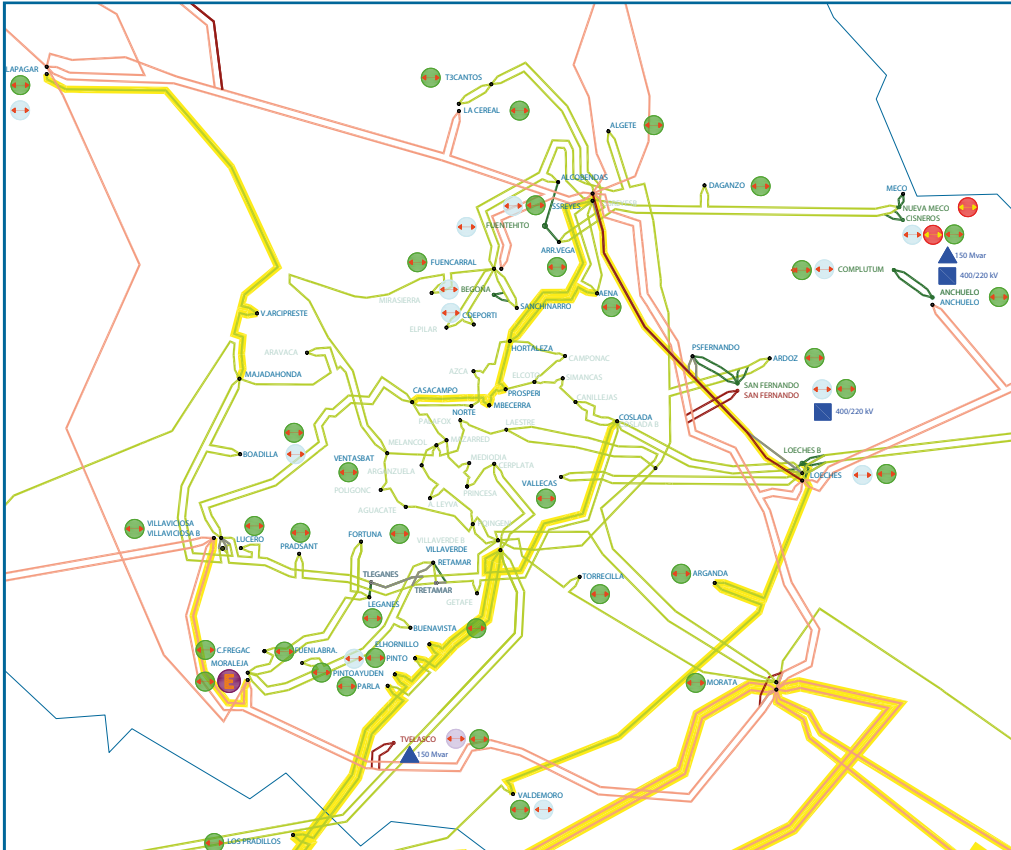 LAPAGAR
T3CANTOS
LA CEREAL
ALGETE
ALCOBENDAS
DAGANZO
MECO
SSREYES
NUEVA MECO
CISNEROS
FUENTEHITO
ARR.VEGA
150 Mvar
FUENCARRAL
COMPLUTUM
400/220 kV
BEGOÑA
AENA
ANCHUELO
ANCHUELO
MIRASIERRA
SANCHINARRO
V.ARCIPRESTE
C.DEPORTI
ELPILAR
HORTALEZA
PSFERNANDO
ARAVACA
CAMPONAC
ARDOZ
MAJADAHONDA
AZCA
ELCOTO
SIMANCAS
SAN FERNANDO
SAN FERNANDO
CASACAMPO
PROSPERI
CANILLEJAS
MBECERRA
400/220 kV
NORTE
COSLADA
COSLADA B
PALAFOX
LAESTRE
MELANCOL
MAZARRED
BOADILLA
VENTASBAT
LOECHES B
MEDIODIA
CERPLATA
ARGANZUELA
LOECHES
POLIGONC
PRINCESA
VALLECAS
A. LEYVA
AGUACATE
VILLAVICIOSA
VILLAVICIOSA B
LUCERO
FORTUNA
PRADSANT
VILLAVERDE B
VILLAVERDE
RETAMAR
TLEGANES
TRETAMAR
TORRECILLA
ARGANDA
LEGANES
GETAFE
BUENAVISTA
C.FREGAC
FUENLABRA.
ELHORNILLO
MORALEJA
PINTO
E
PINTOAYUDEN
PARLA
MORATA
TVELASCO
150 Mvar
VALDEMORO
LOS PRADILLOS